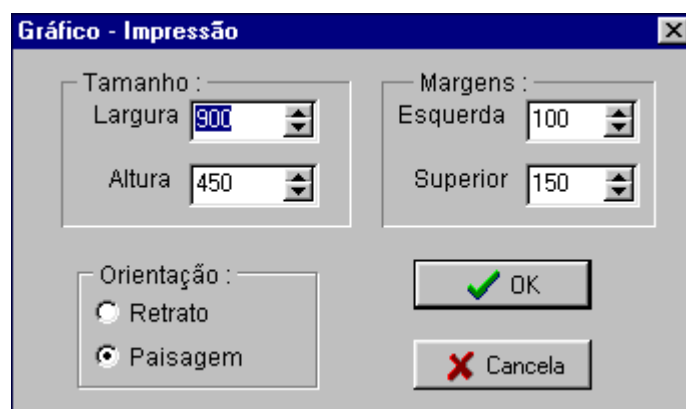 Gráfico - Impressão
Tamanho :
Largura 900
Altura 450
Margens :
Esquerda 100
Superior 150
Orientação :
Retrato
Paisagem
OK
Cancela